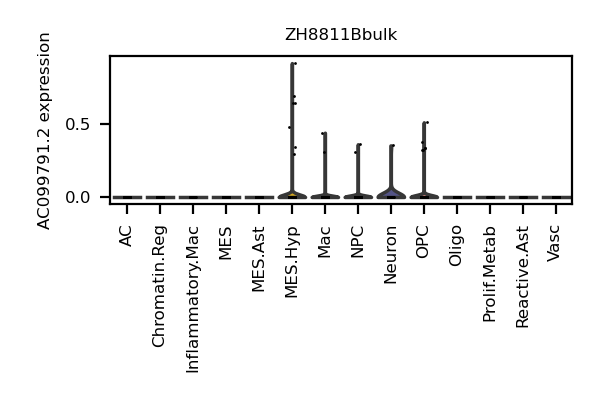 ZH8811Bbulk
AC099791.2 expression
0.5
0.0
AC
Chromatin.Reg
Inflammatory.Mac
MES
MES.Ast
MES.Hyp
Mac
NPC
Neuron
OPC
Oligo
Prolif.Metab
Reactive.Ast
Vasc